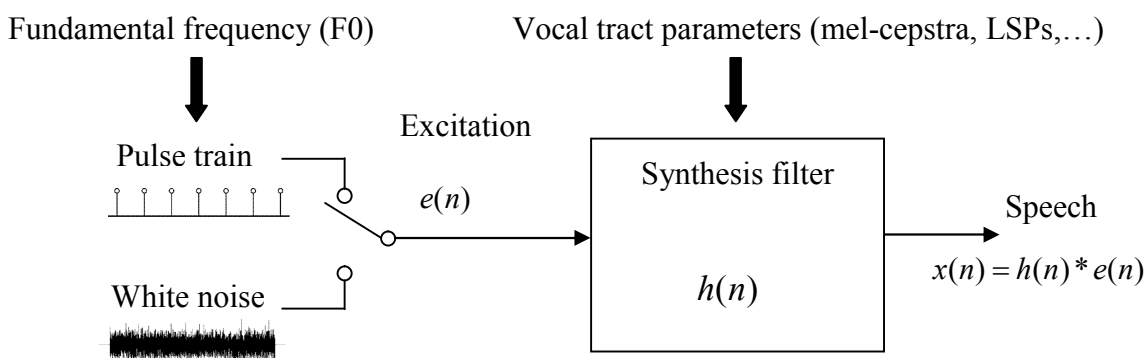 Fundamental frequency (F0)
Vocal tract parameters (mel-cepstra, LSPs,…)
Excitation
Pulse train
Synthesis filter
e(n)
Speech
x(n) = h(n) * e(n)
White noise
h(n)